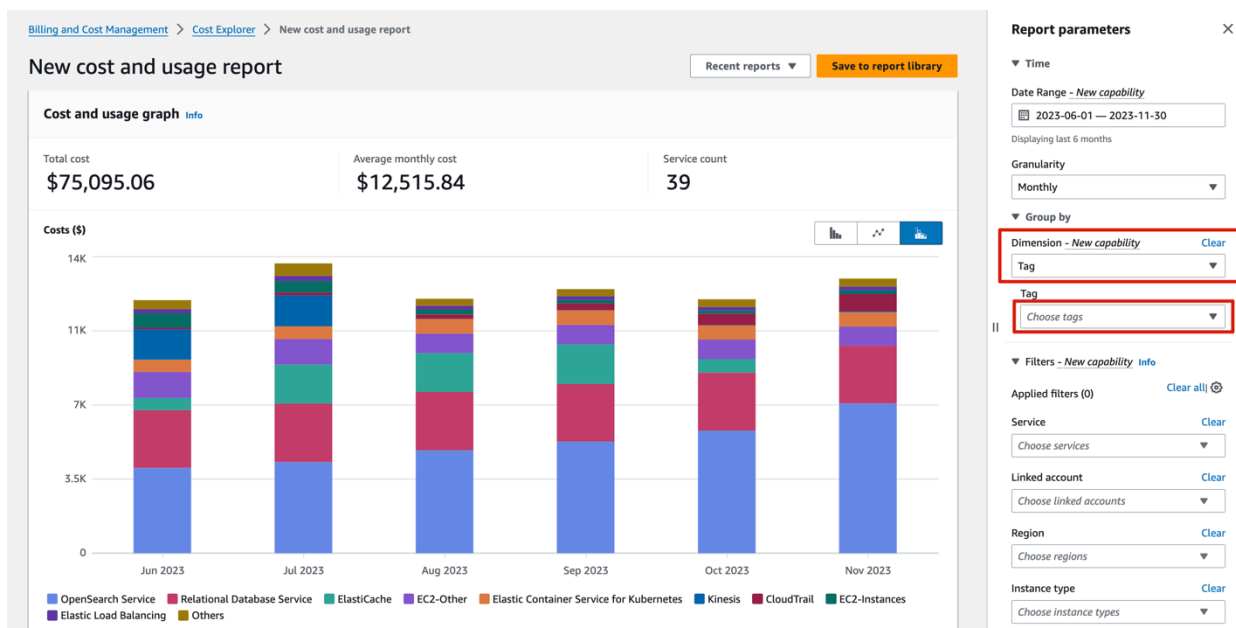 Billing and Cost Management > Cost Explorer > New cost and usage report
New cost and usage report
Recent reports ▼
Save to report library
Cost and usage graph Info
Total cost
$75,095.06
Average monthly cost
$12,515.84
Service count
39
Costs ($)
14K
11K
7K
3.5K
0
Jun 2023
Jul 2023
Aug 2023
Sep 2023
Oct 2023
Nov 2023
OpenSearch Service Relational Database Service ElastiCache EC2-Other Elastic Container Service for Kubernetes Kinesis CloudTrail EC2-Instances
Elastic Load Balancing Others
Report parameters
▼ Time
Date Range - New capability
2023-06-01 — 2023-11-30
Displaying last 6 months
Granularity
Monthly
▼ Group by
Dimension - New capability Clear
Tag
Tag
Choose tags
▼ Filters - New capability Info
Applied filters (0) Clear all
Service Clear
Choose services
Linked account Clear
Choose linked accounts
Region Clear
Choose regions
Instance type Clear
Choose instance types